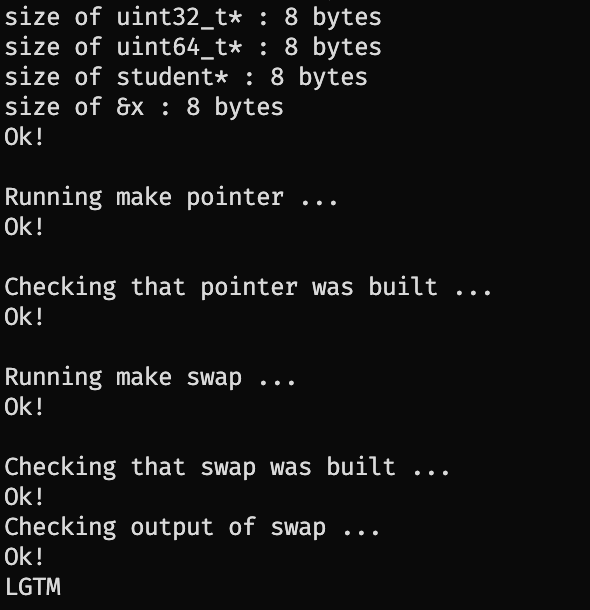 size of uint32_t* : 8 bytes
size of uint64_t* : 8 bytes
size of student* : 8 bytes
size of &x : 8 bytes
Ok!
Running make pointer ...
Ok!
Checking that pointer was built ...
Ok!
Running make swap ...
Ok!
Checking that swap was built ...
Ok!
Checking output of swap ...
Ok!
LGTM